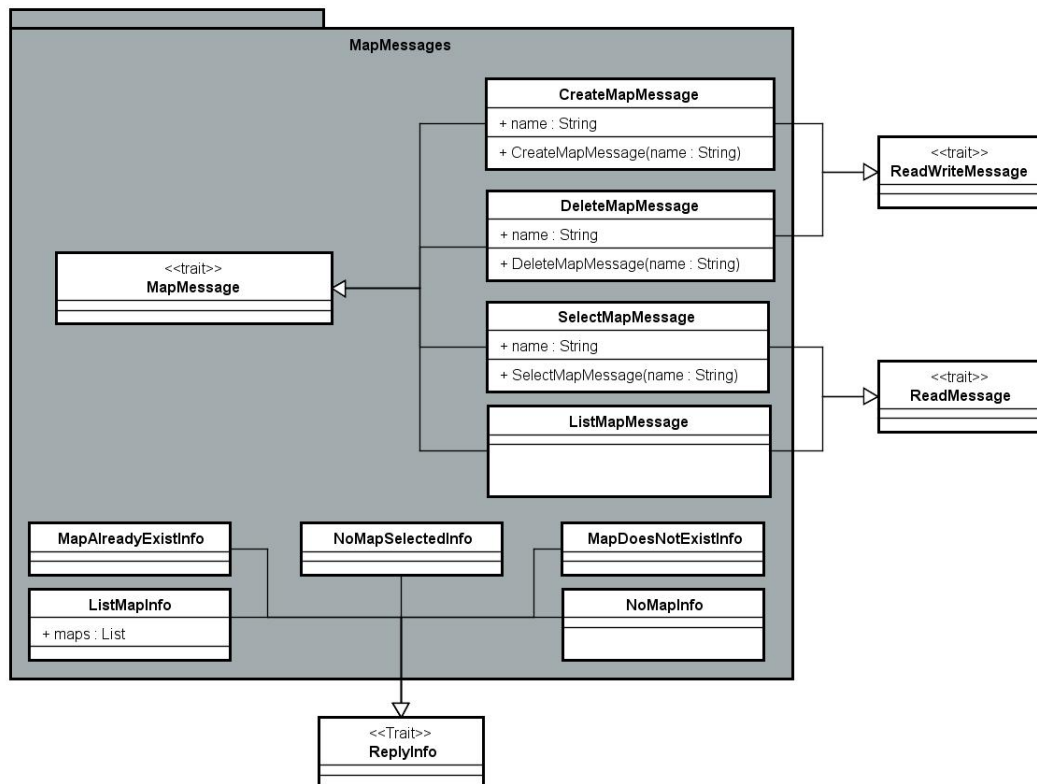 MapMessages
CreateMapMessage
+ name : String
+ CreateMapMessage(name : String)
<<trait>>
ReadWriteMessage
DeleteMapMessage
+ name : String
+ DeleteMapMessage(name : String)
<<trait>>
MapMessage
SelectMapMessage
+ name : String
+ SelectMapMessage(name : String)
<<trait>>
ReadMessage
ListMapMessage
MapAlreadyExistInfo
NoMapSelectedInfo
MapDoesNotExistInfo
ListMapInfo
+ maps : List
NoMapInfo
<<Trait>>
ReplyInfo